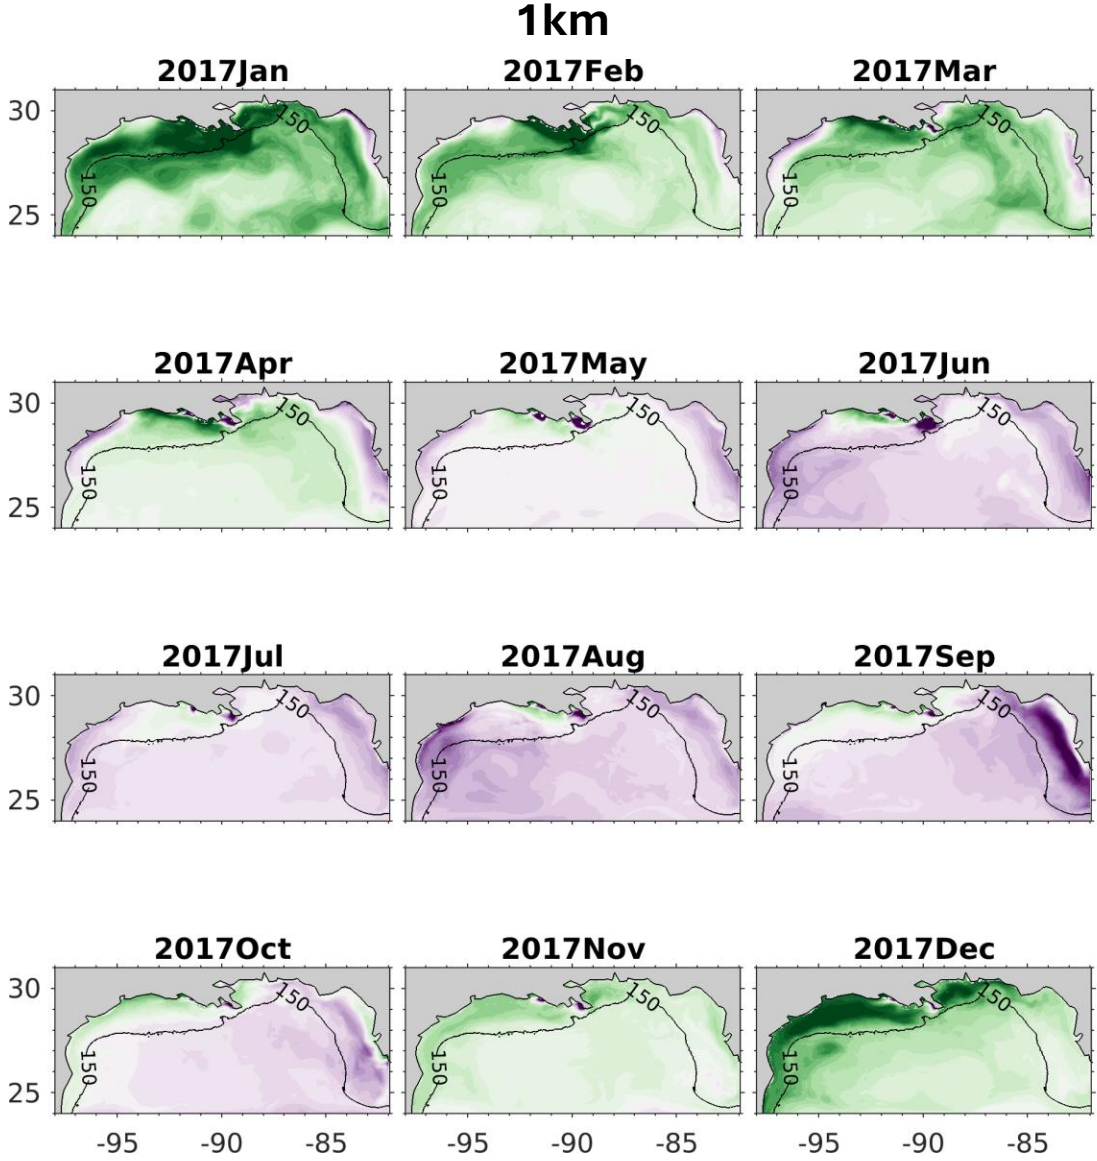 1km
2017Jan 2017Feb 2017Mar
30
150 150 150
25
150 150 150
2017Apr 2017May 2017Jun
30
150 150 150
25
150 150 150
2017Jul 2017Aug 2017Sep
30
150 150 150
25
150 150 150
2017Oct 2017Nov 2017Dec
30
150 150 150
25
150 150 150
-95 -90 -85 -95 -90 -85 -95 -90 -85